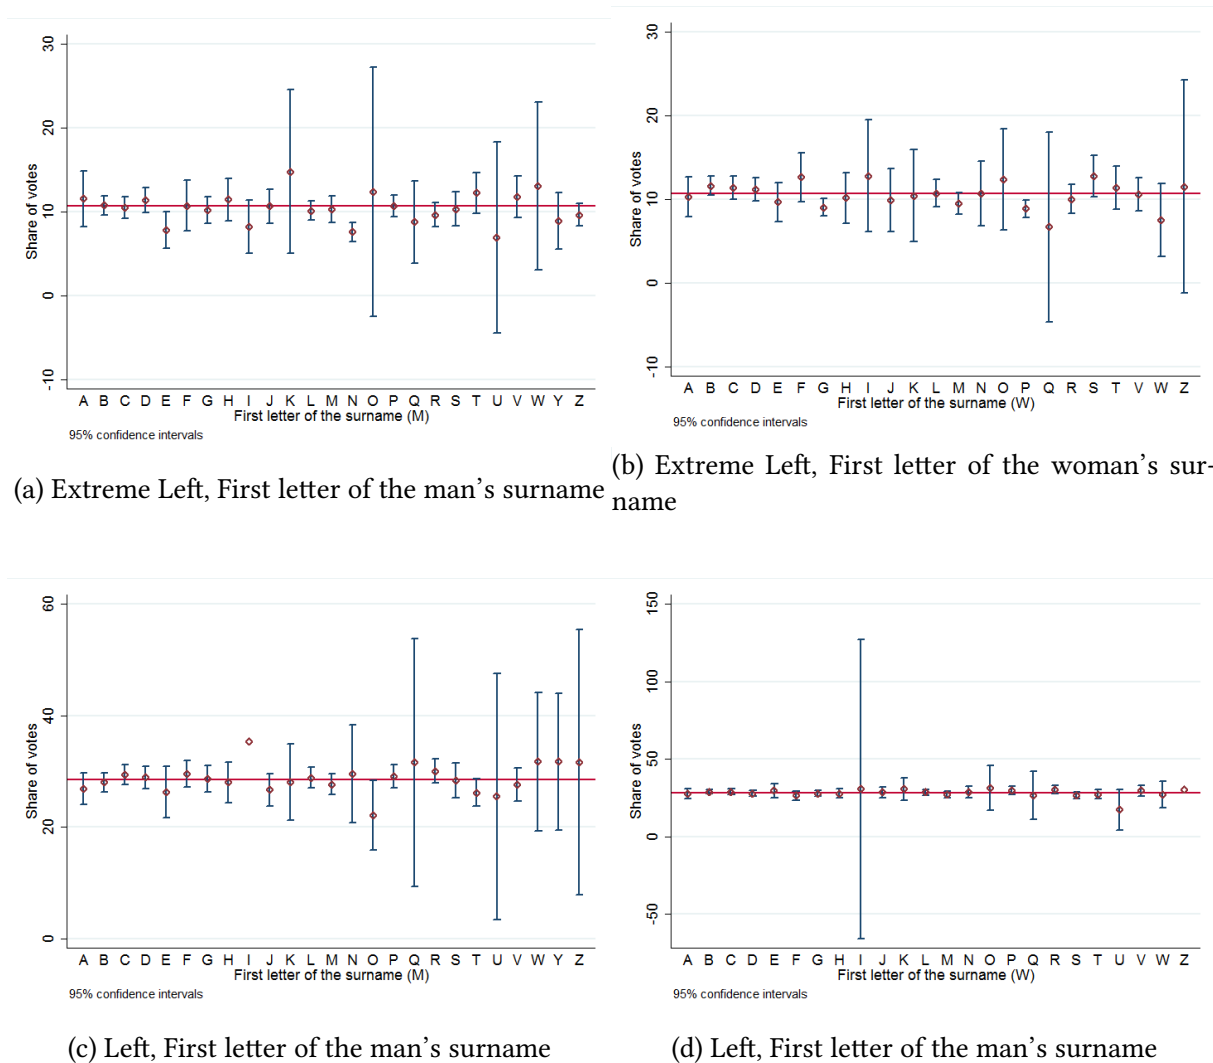 30
20
10
0
-10
Share of votes
A B C D E F G H I J K L M N O P Q R S T U V W Y Z
First letter of the surname (M)
95% confidence intervals
(a) Extreme Left, First letter of the man's surname
30
20
10
0
-10
Share of votes
A B C D E F G H I J K L M N O P Q R S T V W Z
First letter of the surname (W)
95% confidence intervals
(b) Extreme Left, First letter of the woman's sur-
name
60
40
20
0
Share of votes
A B C D E F G H I J K L M N O P Q R S T U V W Y Z
First letter of the surname (M)
95% confidence intervals
(c) Left, First letter of the man's surname
150
100
50
0
-50
Share of votes
A B C D E F G H I J K L M N O P Q R S T U V W Z
First letter of the surname (W)
95% confidence intervals
(d) Left, First letter of the man's surname